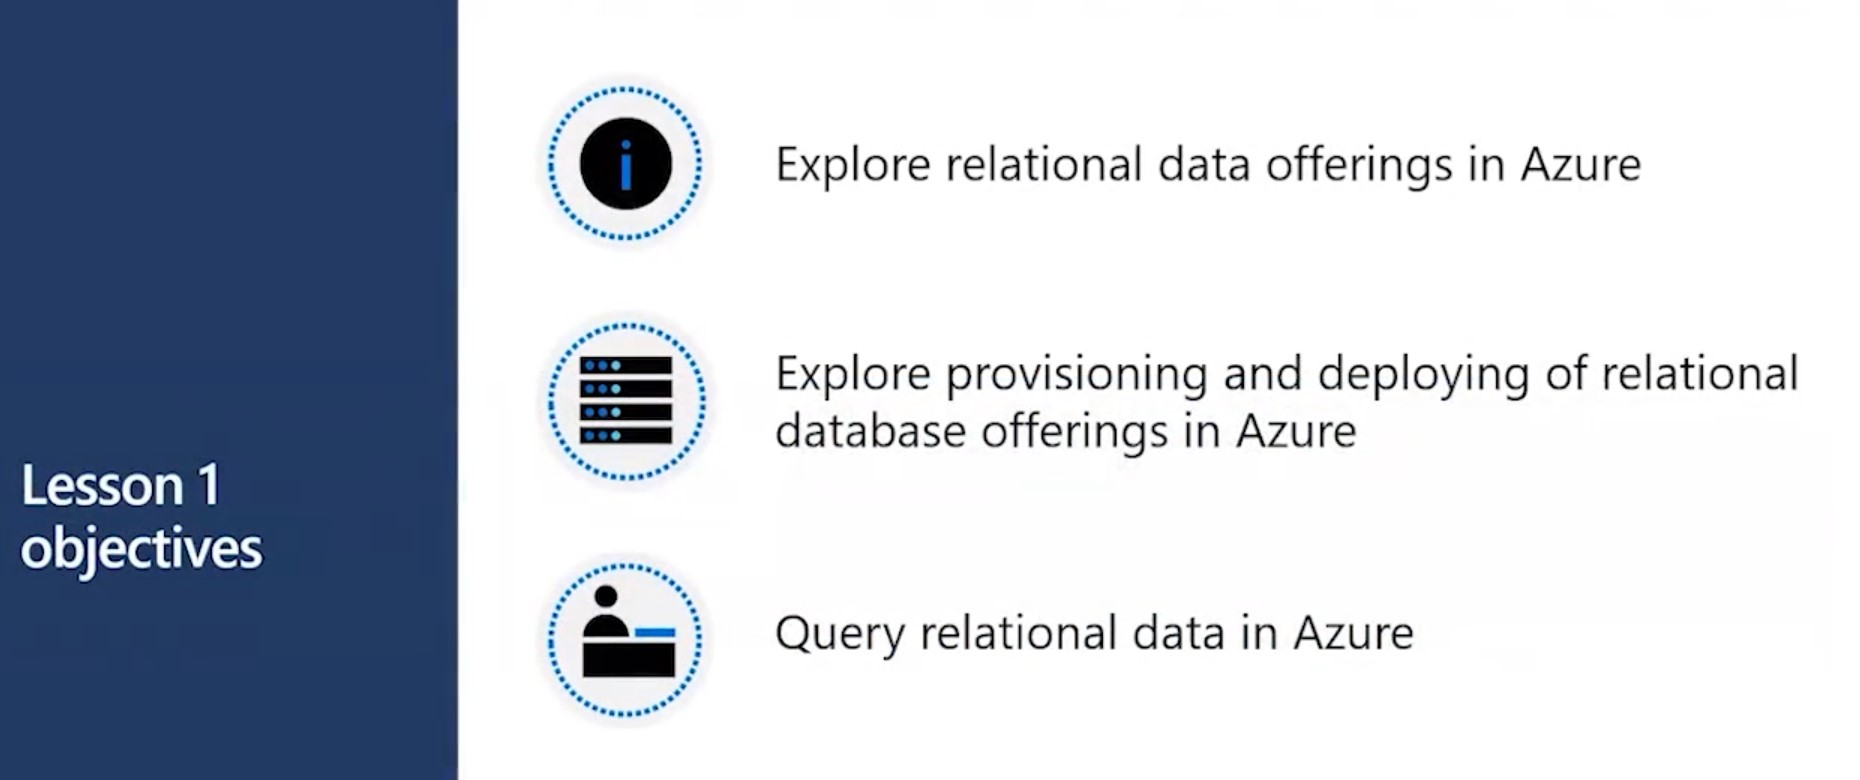 Lesson 1
objectives
Explore relational data offerings in Azure
Explore provisioning and deploying of relational
database offerings in Azure
Query relational data in Azure